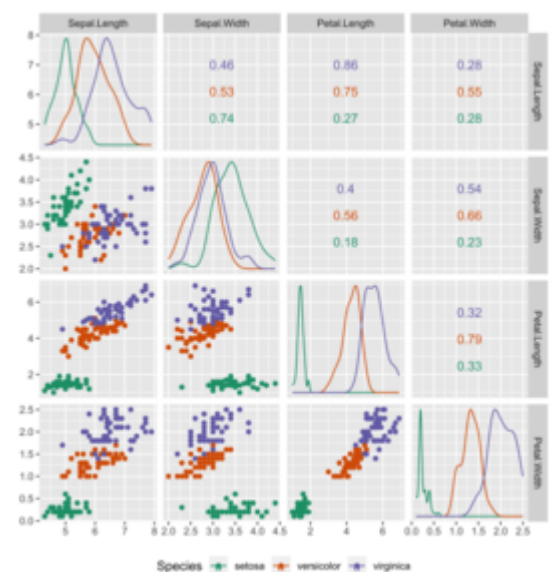 Sepal.Length Sepal.Width Petal.Length Petal.Width
8
7
6
5
0.46 0.86 0.28
0.53 0.75 0.55
0.74 0.27 0.28
Sepal.Length
4.5
4.0
3.5
3.0
2.5
2.0
0.4 0.54
0.56 0.66
0.18 0.23
Sepal.Width
6
4
2
0.32
0.79
0.33
Petal.Length
2.5
2.0
1.5
1.0
0.5
0.0
Petal.Width
5 6 7 8 2.0 2.5 3.0 3.5 4.0 4.5 2 4 6 0.0 0.5 1.0 1.5 2.0 2.5
Species setosa versicolor virginica